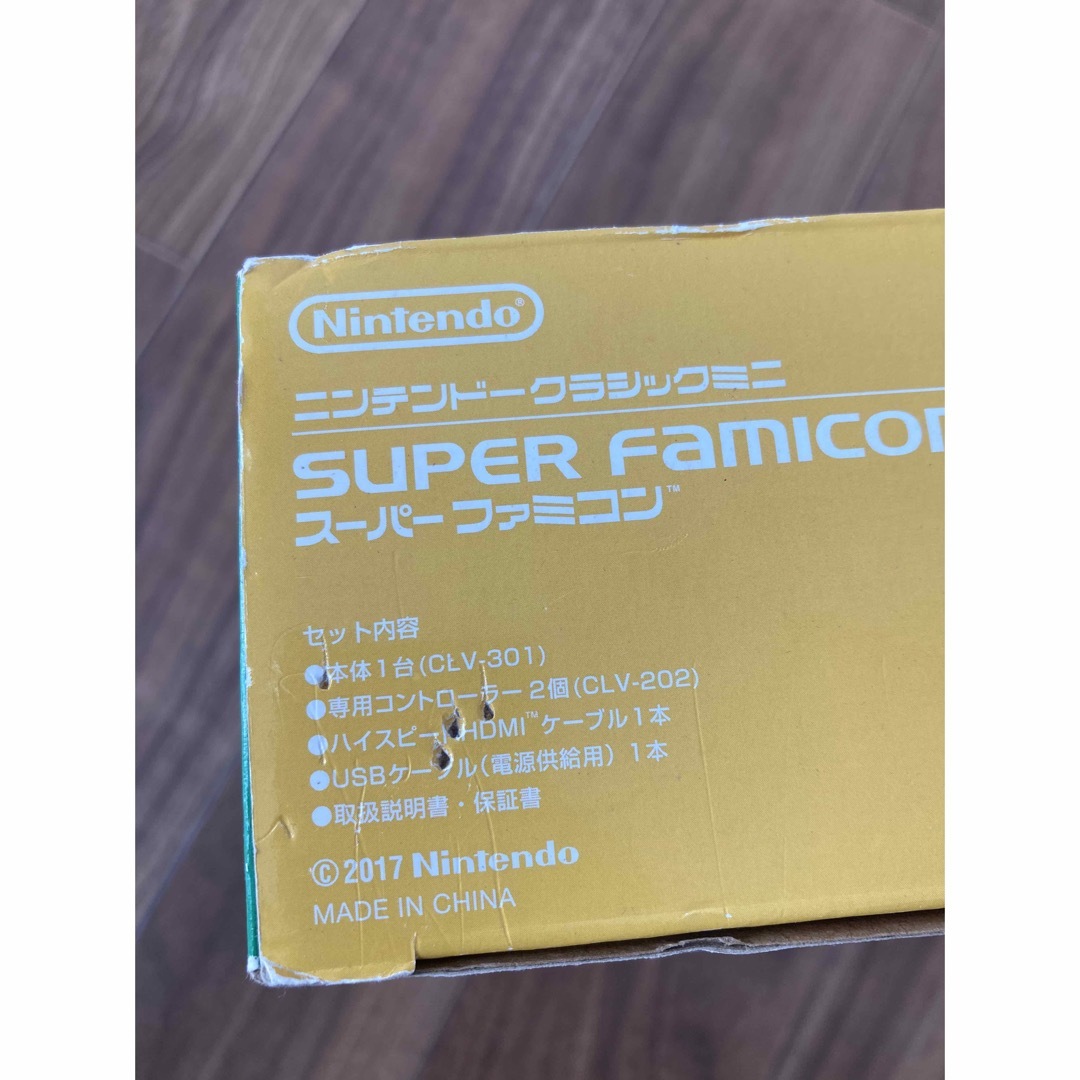 Nintendo®
ニンテンドークラシックミニ
SUPER FAMICOM
スーパーファミコン™
セット内容
●本体1台(CLV-301)
●専用コントローラー 2個(CLV-202)
●ハイスピードHDMI™ケーブル1本
●USBケーブル(電源供給用) 1本
●取扱説明書・保証書
©2017 Nintendo
MADE IN CHINA